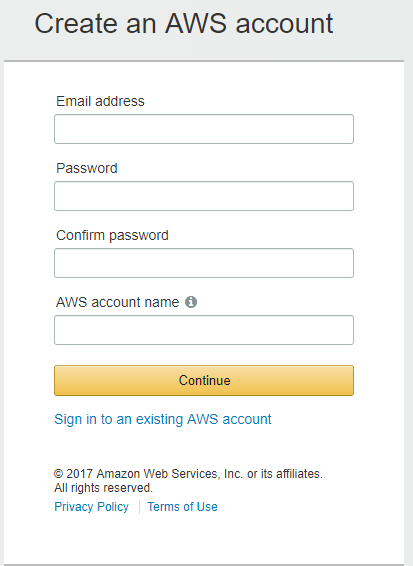 Create an AWS account
Email address
Password
Confirm password
AWS account name
Continue
Sign in to an existing AWS account
© 2017 Amazon Web Services, Inc. or its affiliates.
All rights reserved.
Privacy Policy | Terms of Use